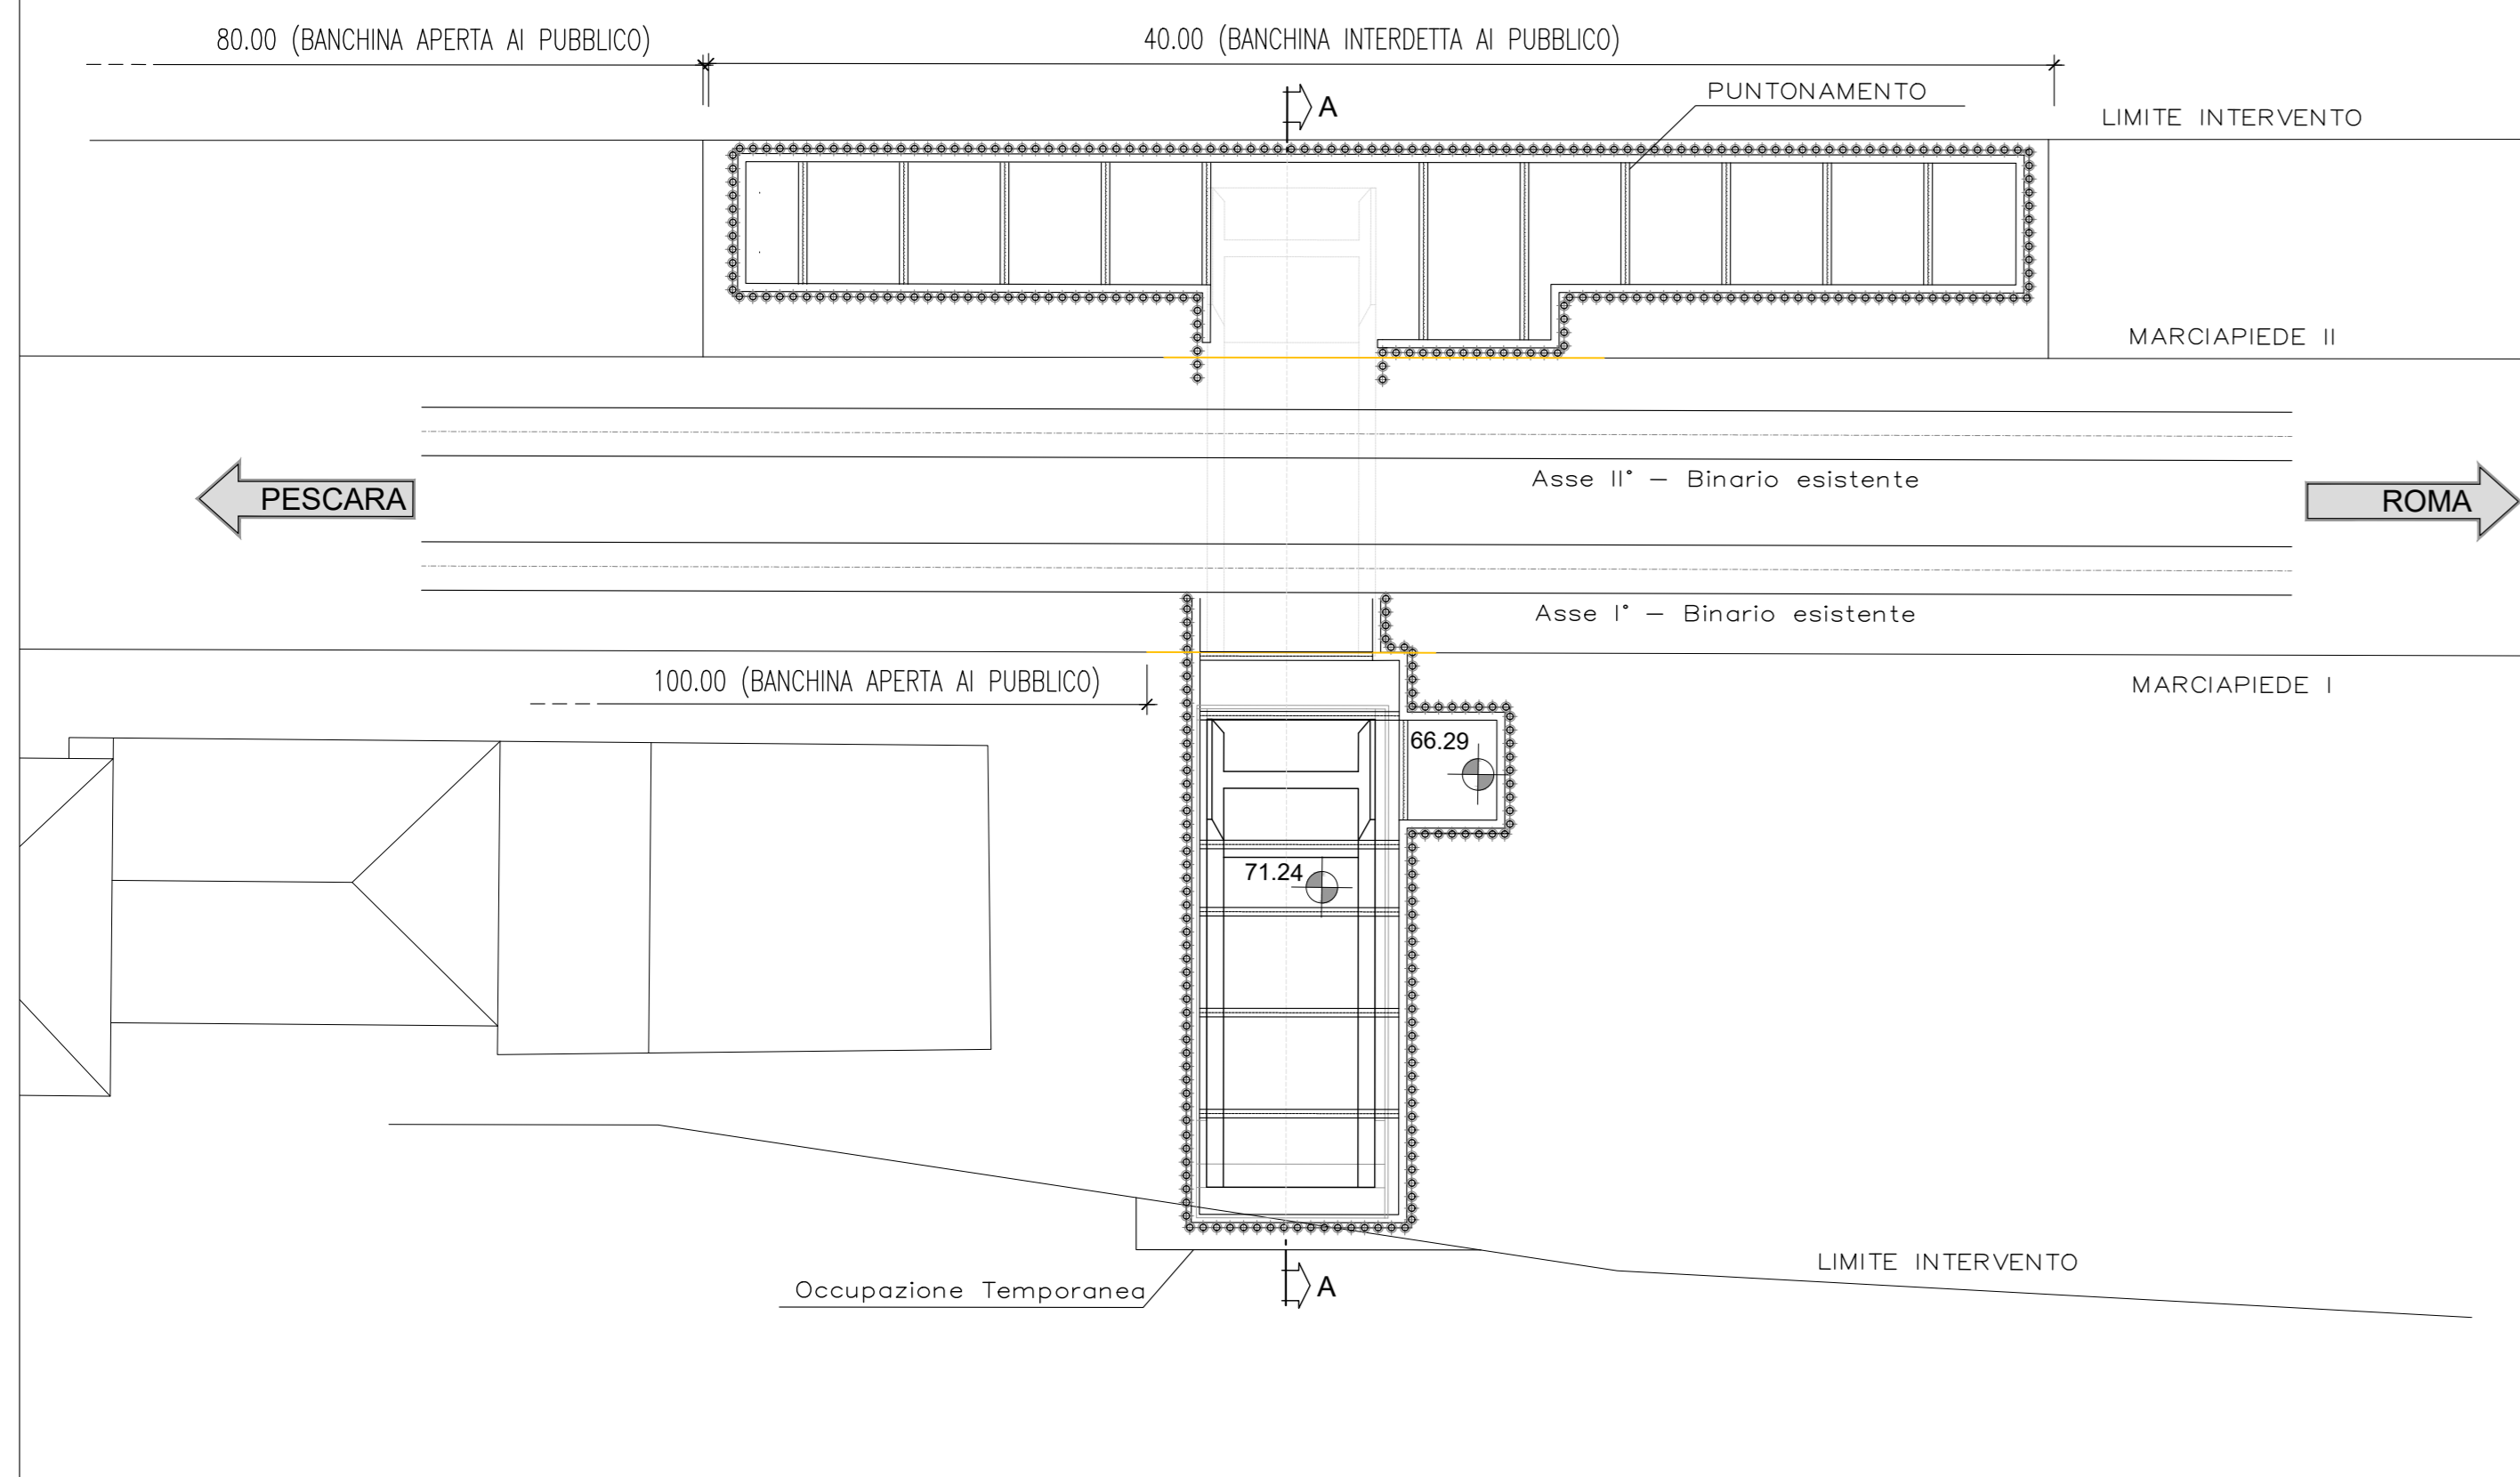 80.00 (BANCHINA APERTA AI PUBBLICO)
40.00 (BANCHINA INTERDETTA AI PUBBLICO)
A
PUNTONAMENTO
LIMITE INTERVENTO
MARCIAPIEDE II
Asse II° – Binario esistente
PESCARA
ROMA
Asse I° – Binario esistente
100.00 (BANCHINA APERTA AI PUBBLICO)
MARCIAPIEDE I
66.29
71.24
LIMITE INTERVENTO
Occupazione Temporanea
A